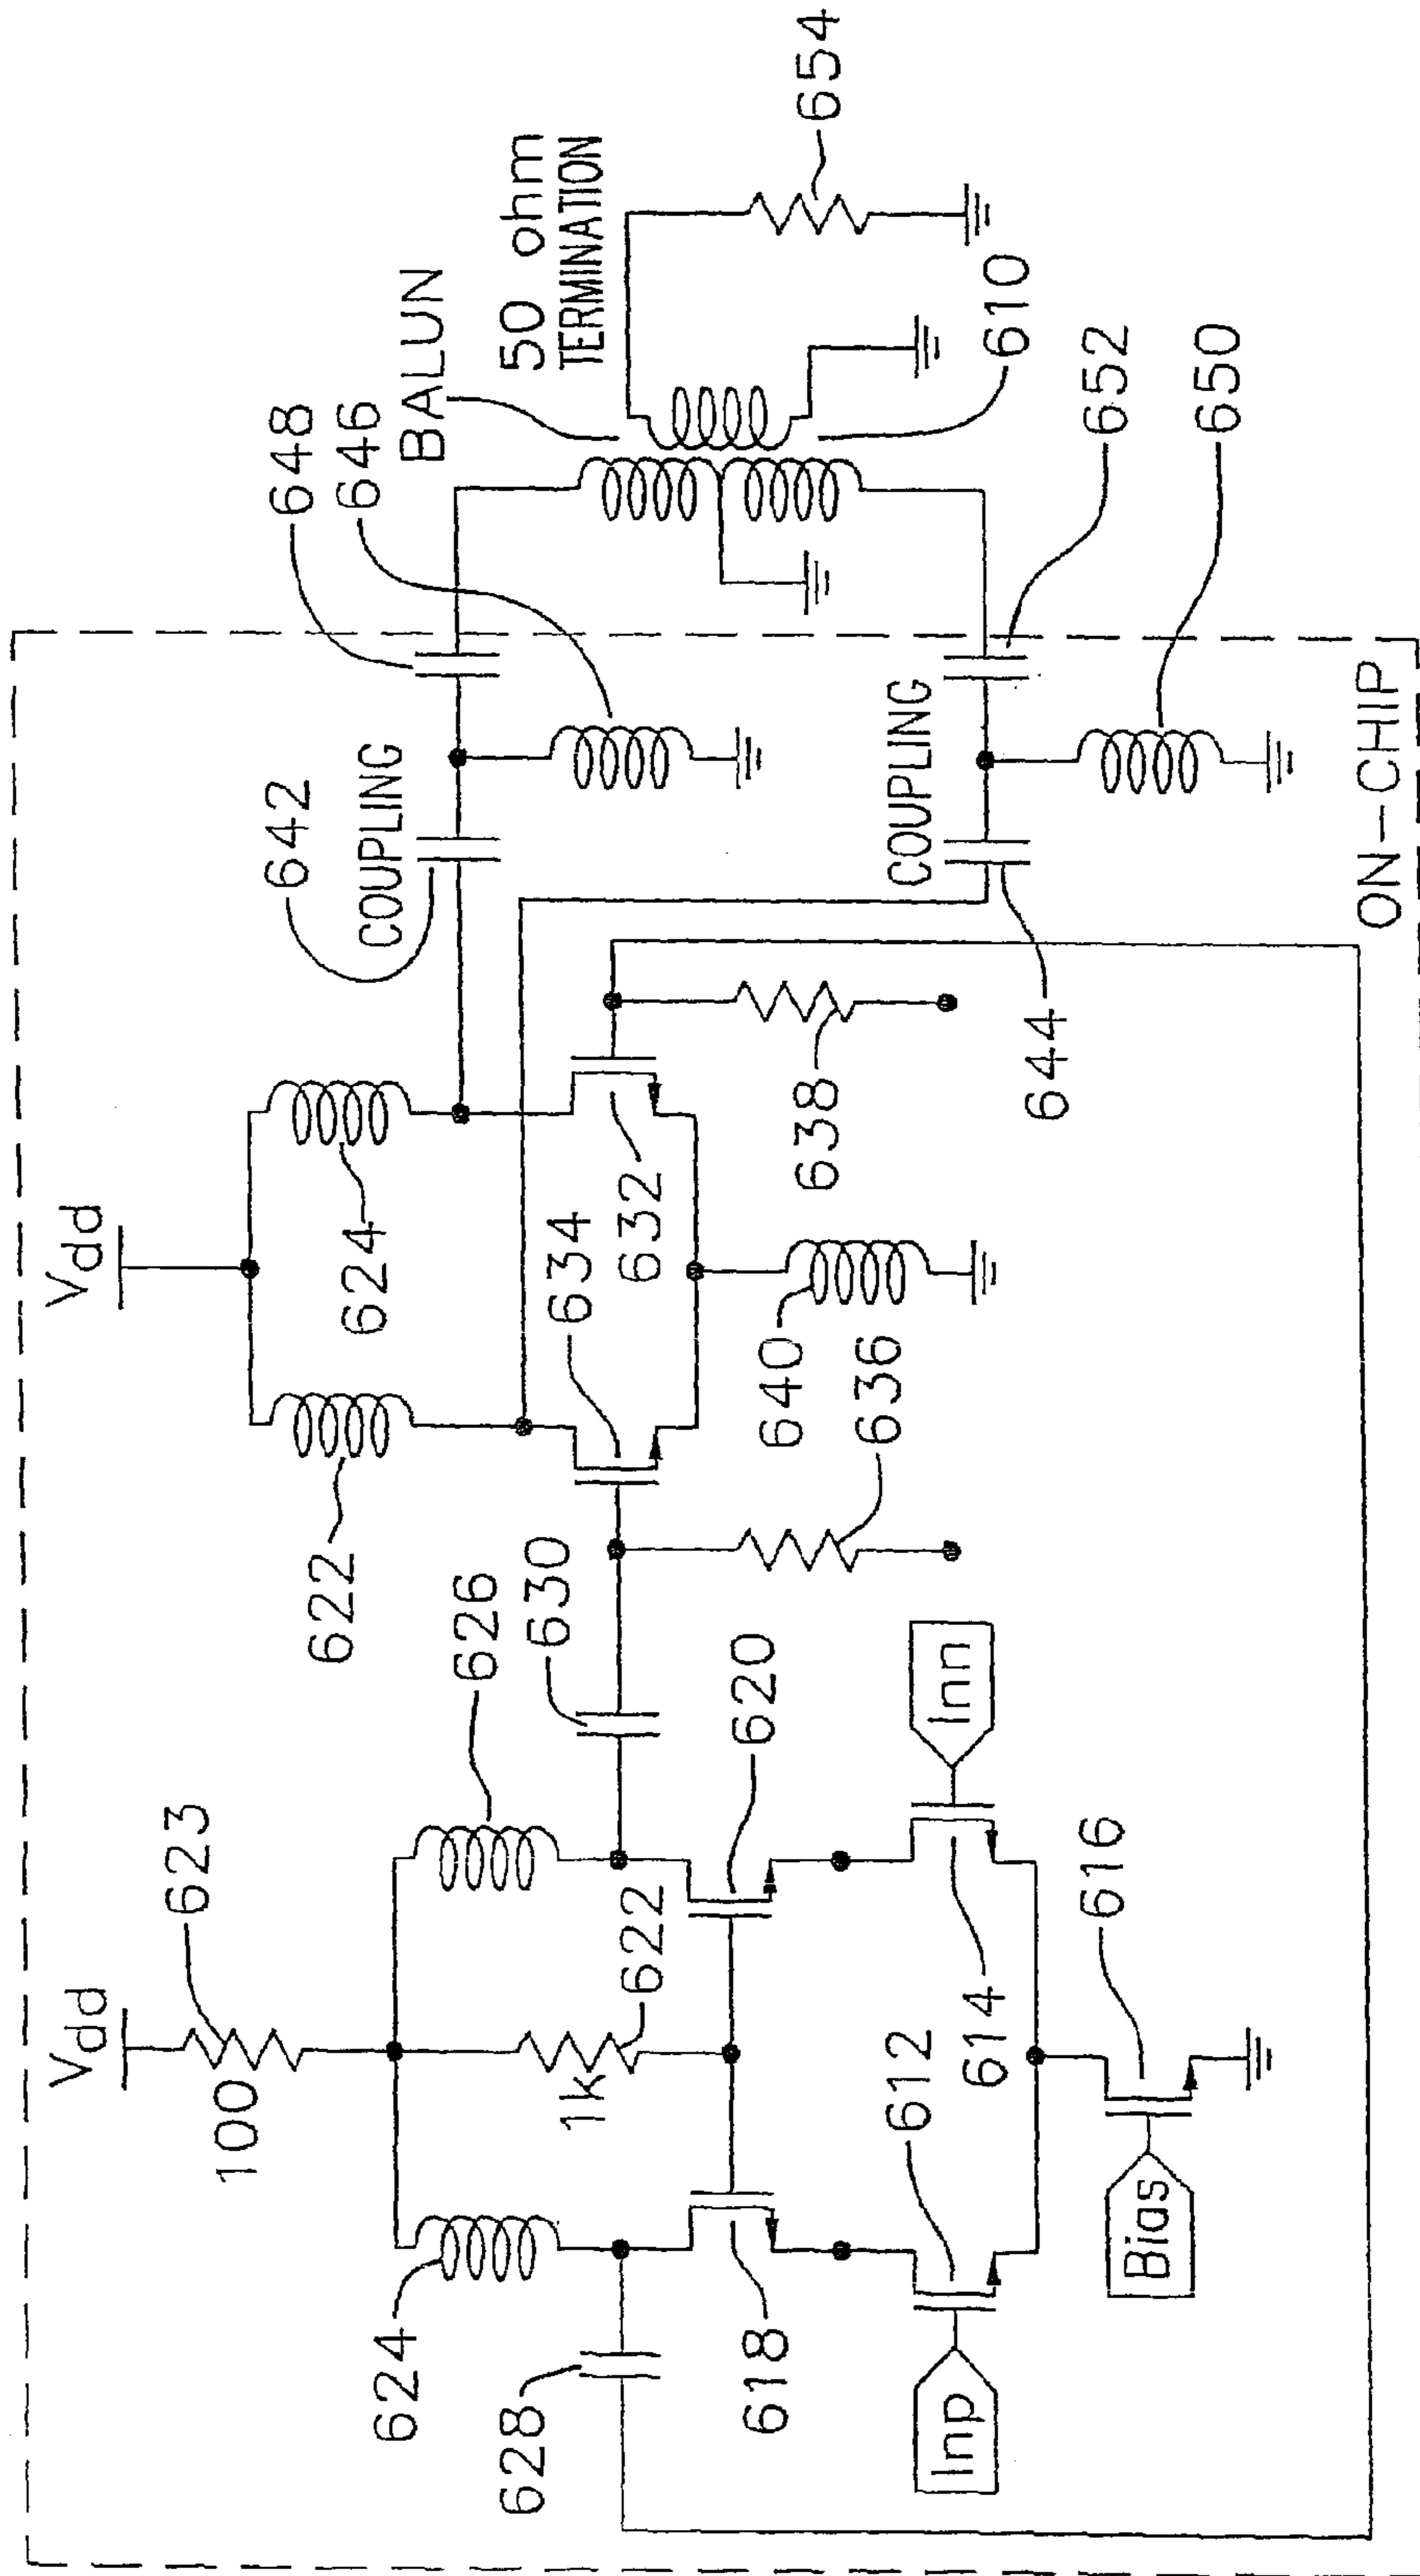 Vdd
623
100
624
626
622
1k
628
630
618
620
612
614
Inp
Inn
Bias
616
Vdd
622
624
634
632
636
638
640
642
COUPLING
648
646
COUPLING
644
652
650
BALUN
610
50 ohm
TERMINATION
654
ON-CHIP